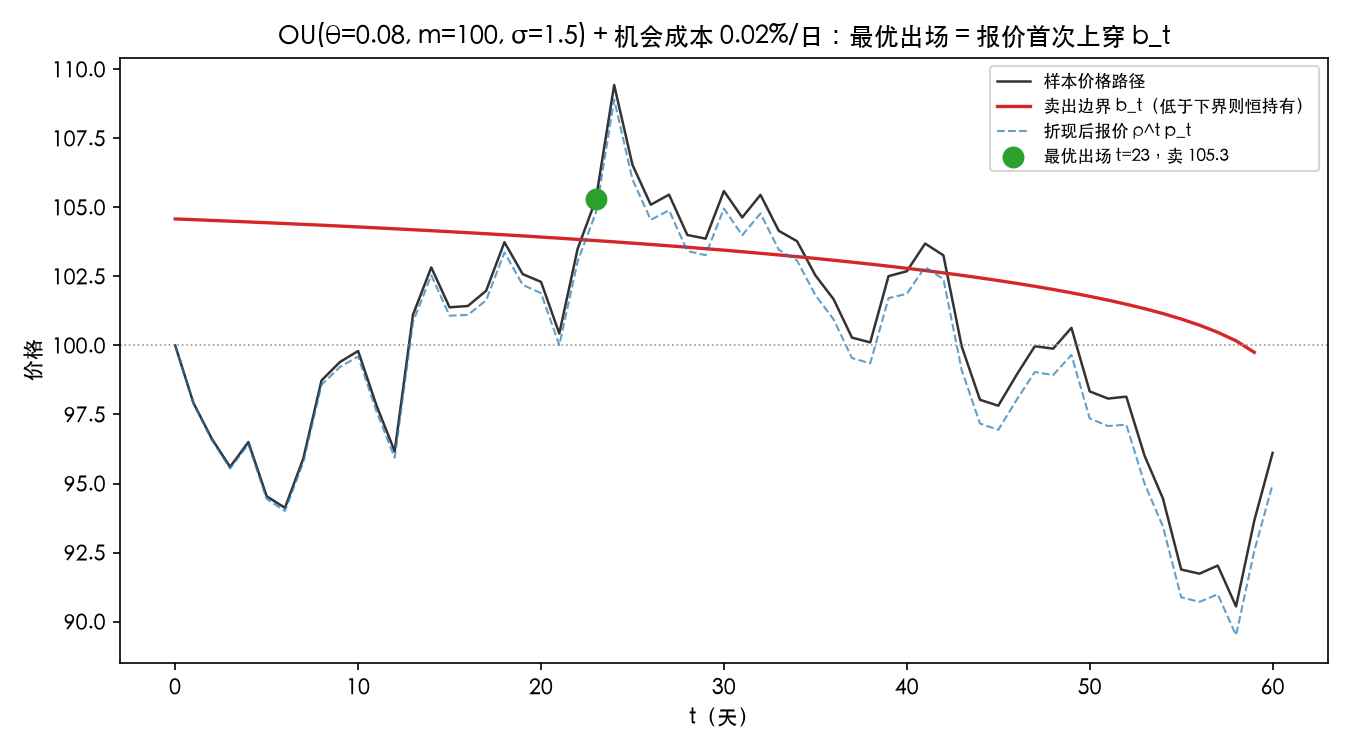 OU(θ=0.08, m=100, σ=1.5) + 机会成本 0.02%/日：最优出场 = 报价首次上穿 b_t
样本价格路径
卖出边界 b_t（低于下界则恒持有）
折现后报价 ρ^t p_t
最优出场 t=23，卖 105.3
价格
110.0
107.5
105.0
102.5
100.0
97.5
95.0
92.5
90.0
0 10 20 30 40 50 60
t（天）